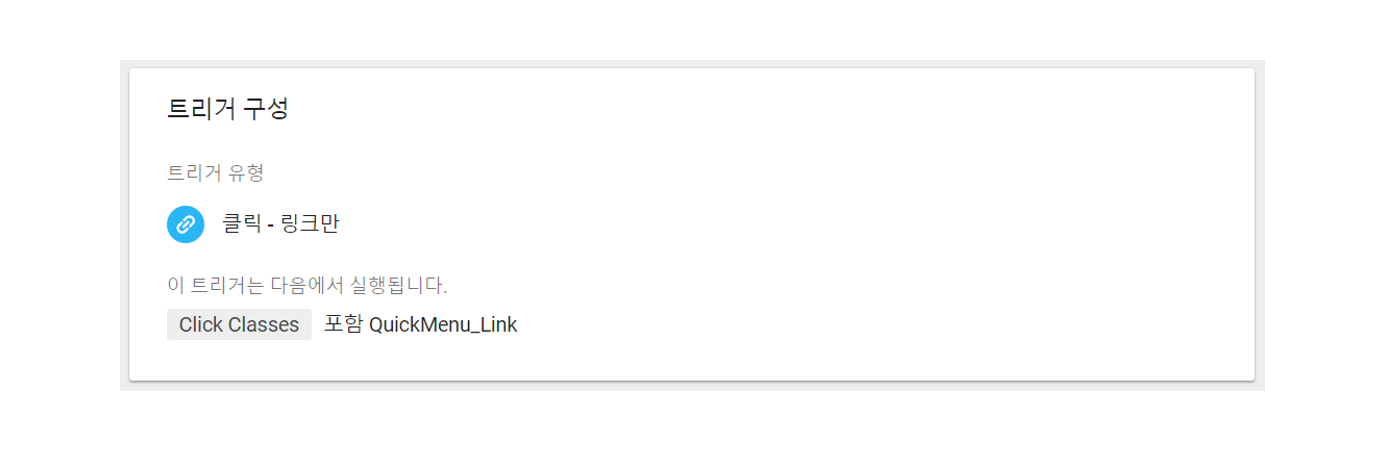 트리거 구성
트리거 유형
클릭 - 링크만
이 트리거는 다음에서 실행됩니다.
Click Classes 포함 QuickMenu_Link